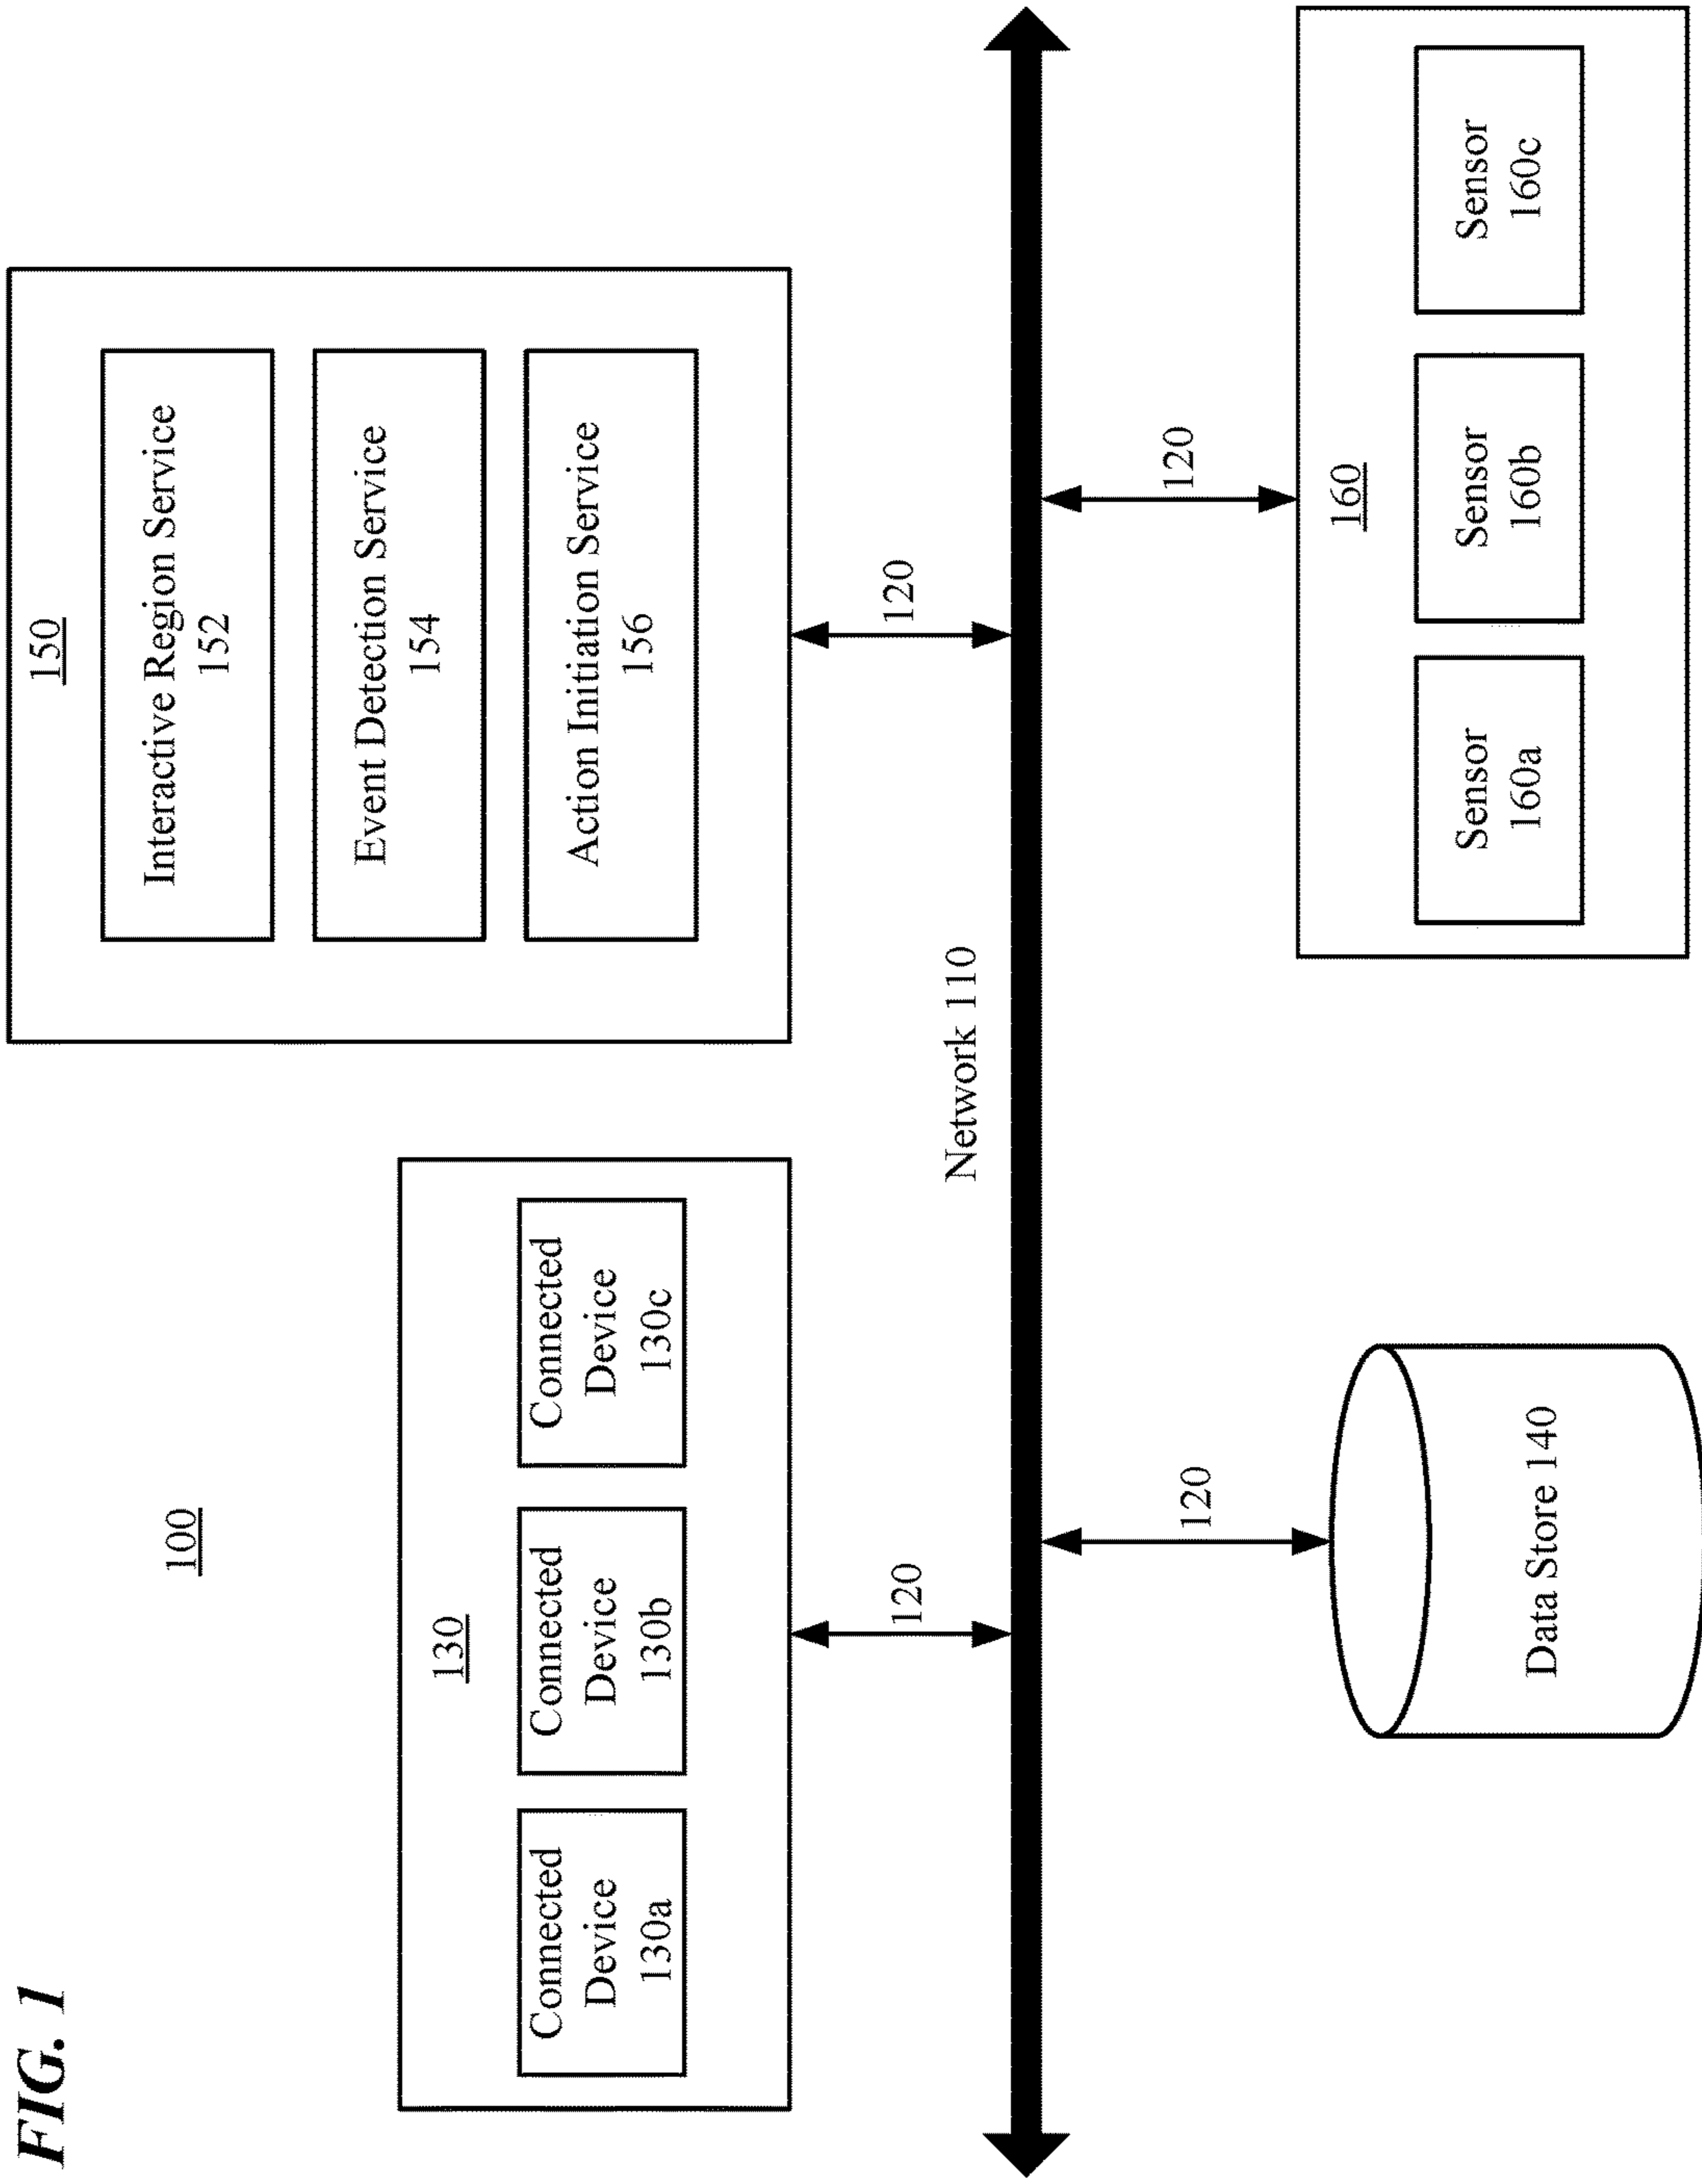 FIG. 1
100
130
Connected
Device
130a
Connected
Device
130b
Connected
Device
130c
150
Interactive Region Service
152
Event Detection Service
154
Action Initiation Service
156
120
120
Network 110
120
120
Data Store 140
160
Sensor
160a
Sensor
160b
Sensor
160c